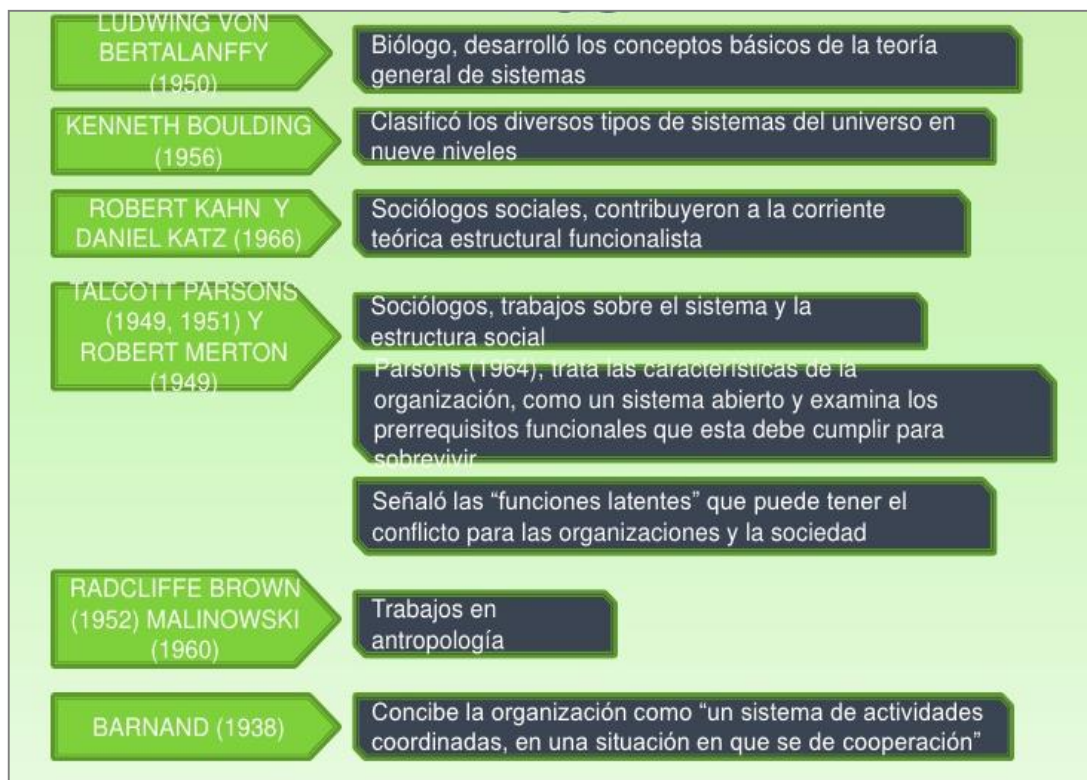 LUDWING VON
BERTALANFFY
(1950)
Biólogo, desarrolló los conceptos básicos de la teoría
general de sistemas
KENNETH BOULDING
(1956)
Clasificó los diversos tipos de sistemas del universo en
nueve niveles
ROBERT KAHN Y
DANIEL KATZ (1966)
Sociólogos sociales, contribuyeron a la corriente
teórica estructural funcionalista
TALCOTT PARSONS
(1949, 1951) Y
ROBERT MERTON
(1949)
Sociólogos, trabajos sobre el sistema y la
estructura social
Parsons (1964), trata las características de la
organización, como un sistema abierto y examina los
prerrequisitos funcionales que esta debe cumplir para
sobrevivir
Señaló las “funciones latentes” que puede tener el
conflicto para las organizaciones y la sociedad
RADCLIFFE BROWN
(1952) MALINOWSKI
(1960)
Trabajos en
antropología
BARNAND (1938)
Concibe la organización como “un sistema de actividades
coordinadas, en una situación en que se de cooperación”